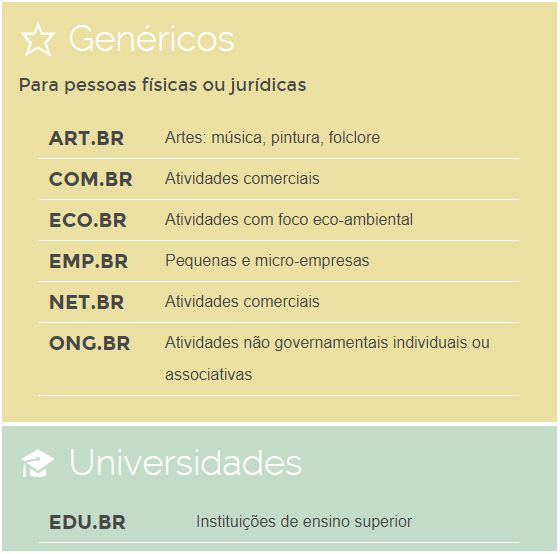 Genéricos
Para pessoas físicas ou jurídicas
ART.BR Artes: música, pintura, folclore
COM.BR Atividades comerciais
ECO.BR Atividades com foco eco-ambiental
EMP.BR Pequenas e micro-empresas
NET.BR Atividades comerciais
ONG.BR Atividades não governamentais individuais ou
associativas
Universidades
EDU.BR Instituições de ensino superior